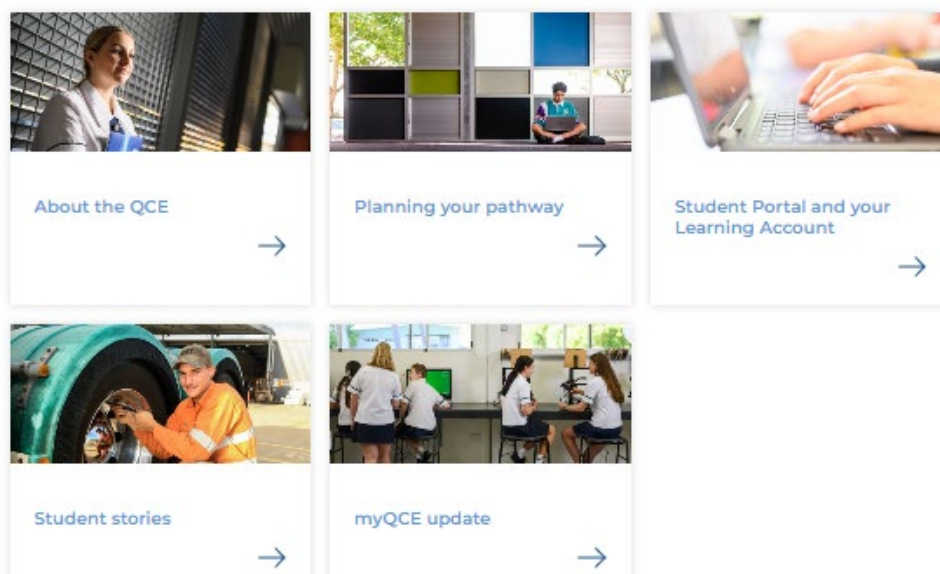 About the QCE
Planning your pathway
Student Portal and your
Learning Account
Student stories
myQCE update